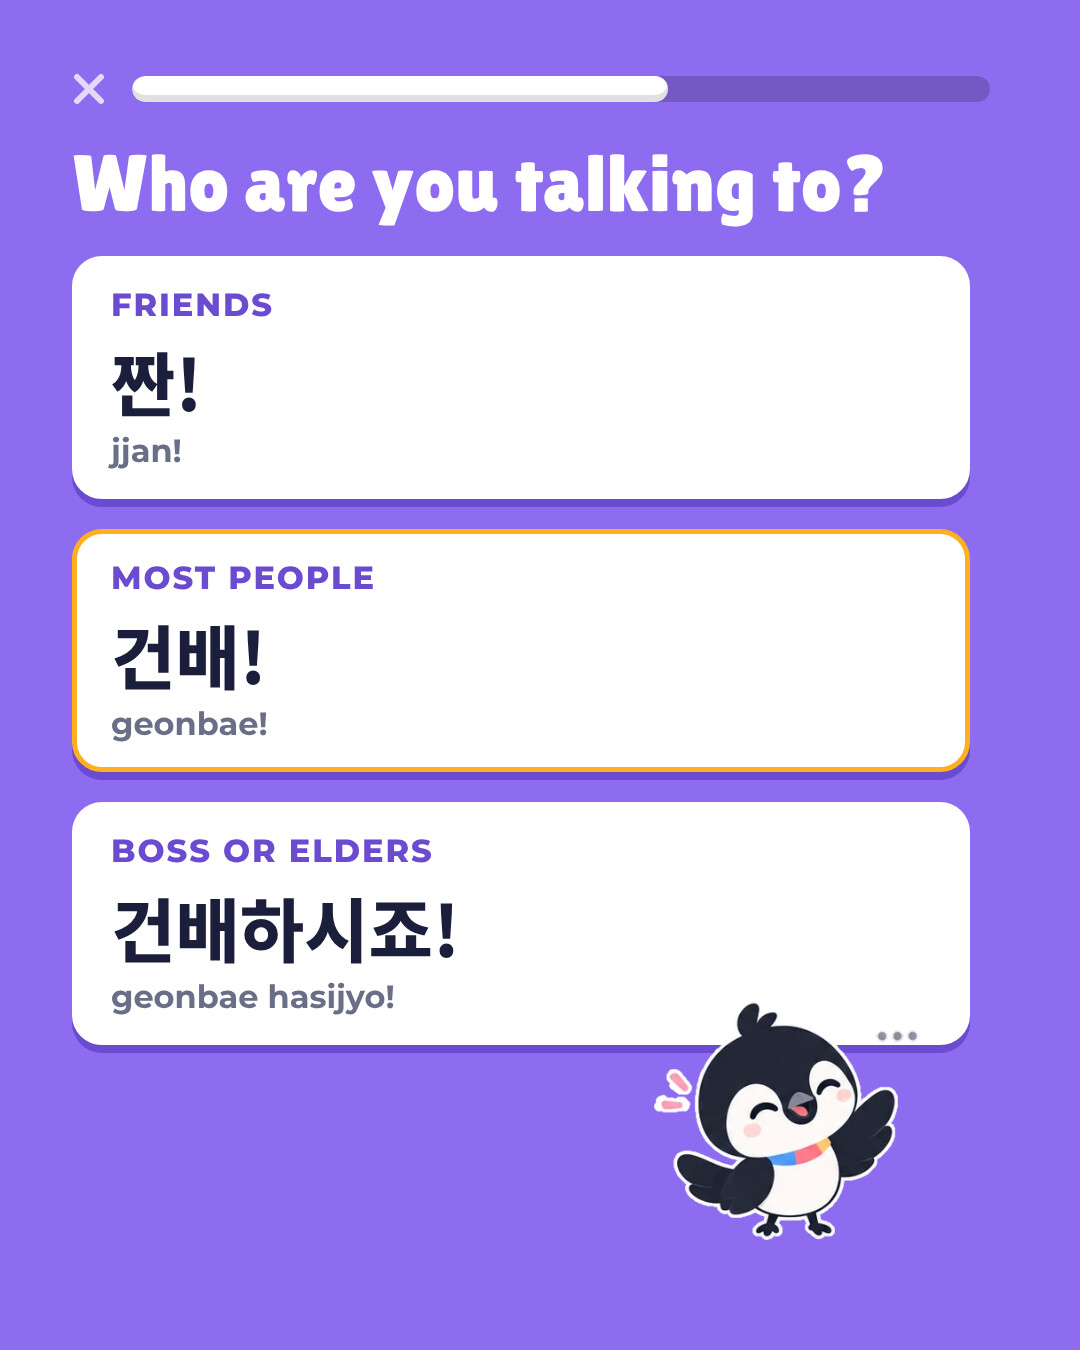 Who are you talking to?
FRIENDS
짠!
jjan!
MOST PEOPLE
건배!
geonbae!
BOSS OR ELDERS
건배하시죠!
geonbae hasijyo!